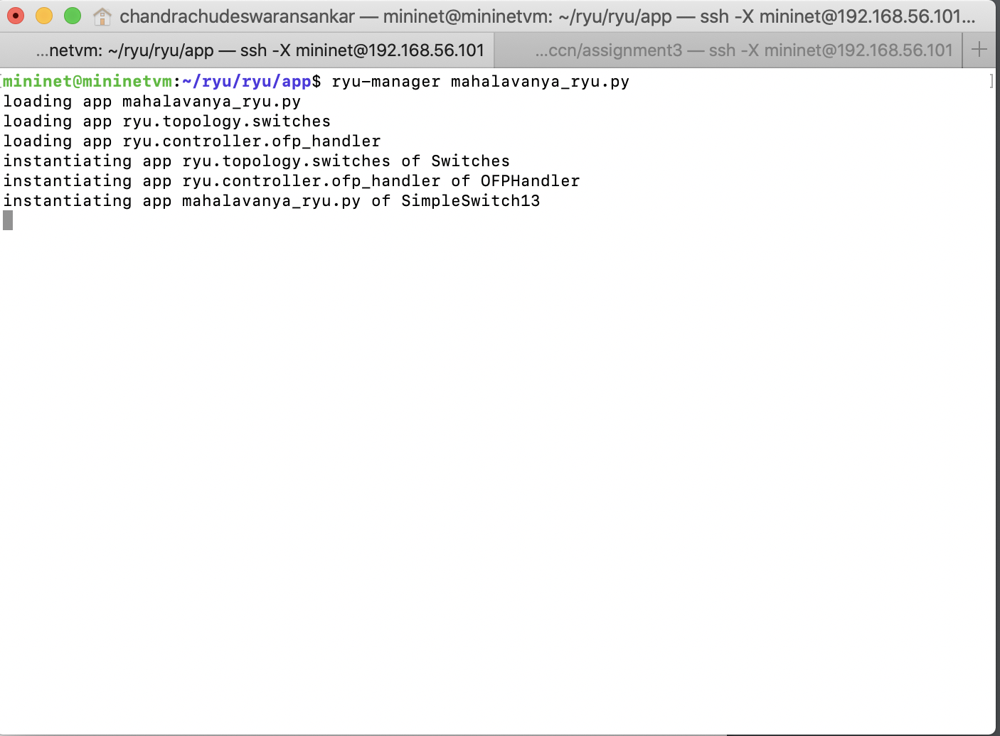 chandrachudeswaransankar — mininet@mininetvm: ~/ryu/ryu/app — ssh -X mininet@192.168.56.101...
...netvm: ~/ryu/ryu/app — ssh -X mininet@192.168.56.101
...ccn/assignment3 — ssh -X mininet@192.168.56.101
+
[mininet@mininetvm:~/ryu/ryu/app$ ryu-manager mahalavanya_ryu.py ]
loading app mahalavanya_ryu.py
loading app ryu.topology.switches
loading app ryu.controller.ofp_handler
instantiating app ryu.topology.switches of Switches
instantiating app ryu.controller.ofp_handler of OFPHandler
instantiating app mahalavanya_ryu.py of SimpleSwitch13